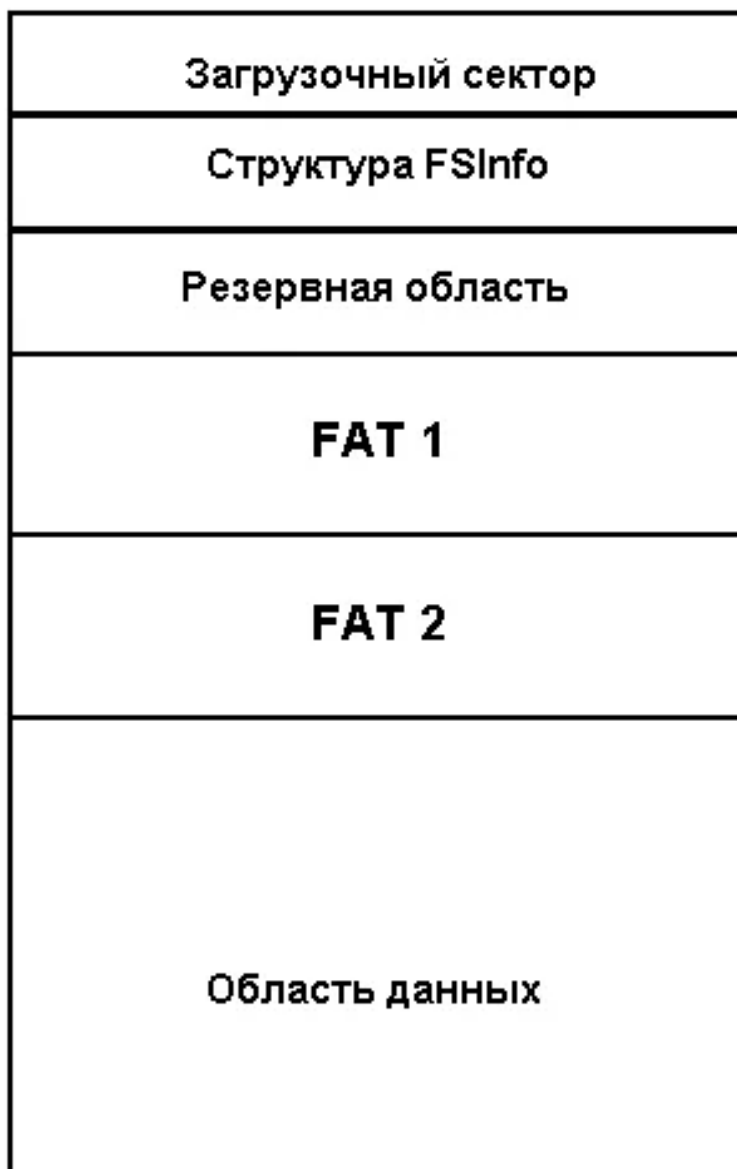 Загрузочный сектор
Структура FSInfo
Резервная область
FAT 1
FAT 2
Область данных